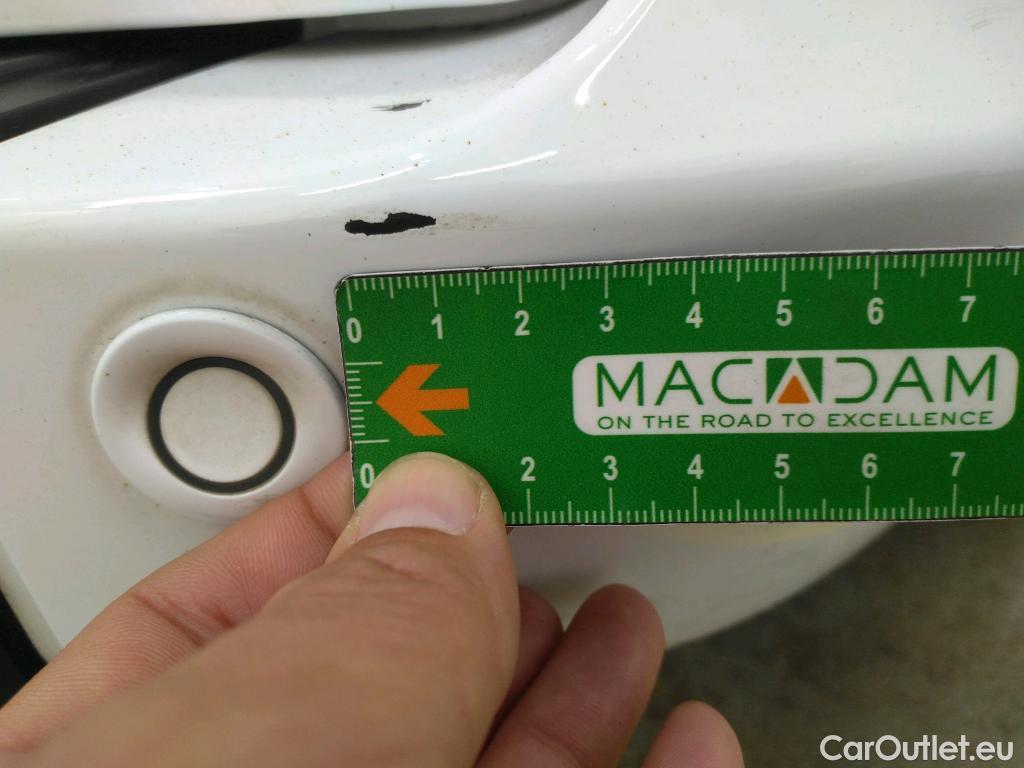 0 1 2 3 4 5 6 7
MACADAM
ON THE ROAD TO EXCELLENCE
0 2 3 4 5 6 7
CarOutlet.eu